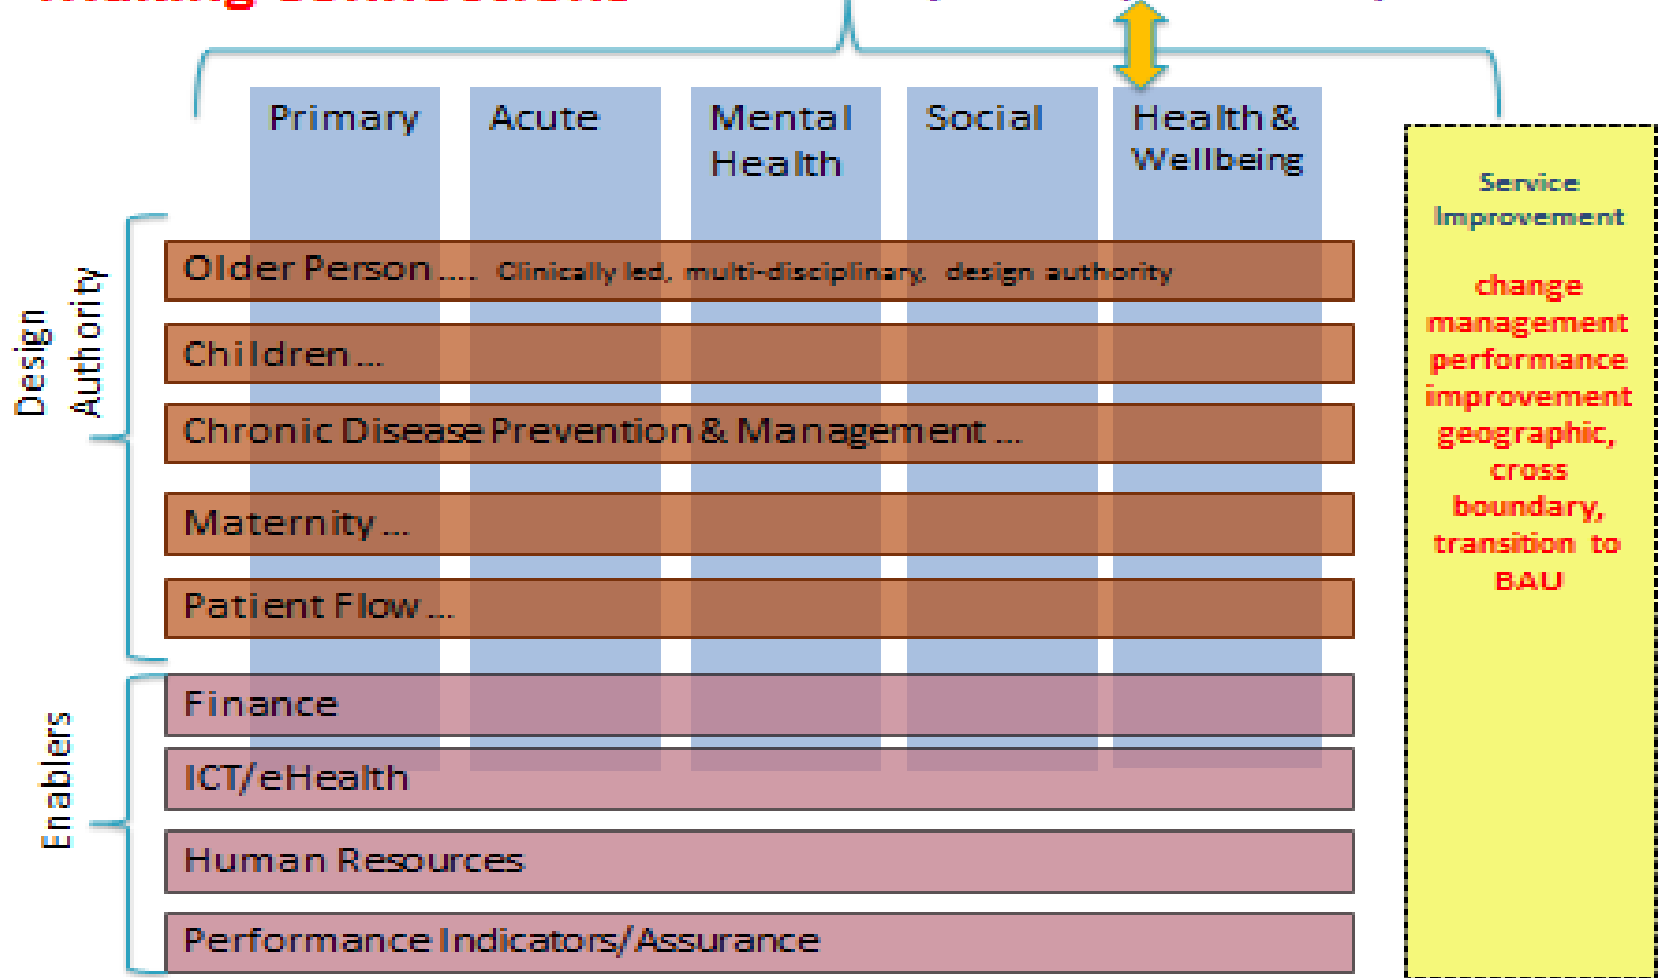 Primary
Acute
Mental
Health
Social
Health &
Wellbeing
Service
Improvement
change
management
performance
improvement
geographic,
cross
boundary,
transition to
BAU
Design
Authority
Older Person .... Clinically led, multi-disciplinary, design authority
Children ...
Chronic Disease Prevention & Management ...
Maternity ...
Patient Flow ...
Enablers
Finance
ICT/eHealth
Human Resources
Performance Indicators/Assurance